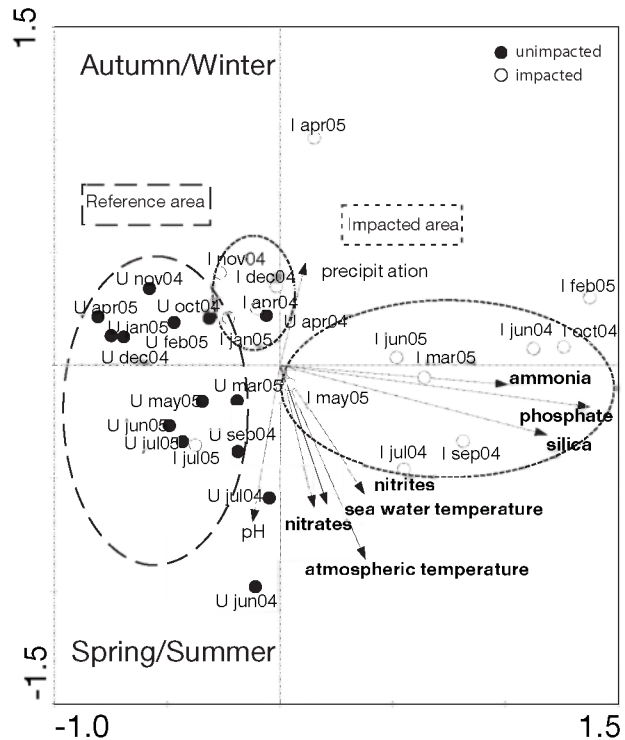 1.5
Autumn/Winter
unimpacted
impacted
I apr05
Reference area
Impacted area
I nov04
precipit ation
U nov04
I dec04
I feb05
U apr05
U oct04
I anr04
U jan05
U apr04
U feb05
I jan05
I jun05
I jun04
I oct04
U dec04
I mar05
ammonia
U mar05
U may05
I may05
phosphate
U jun05
U sep04
silica
U jul05
I jul05
I jul04
I sep04
nitrites
U jul04
sea water temperature
nitrates
pH
atmospheric temperature
U jun04
Spring/Summer
-1.5
-1.0
1.5